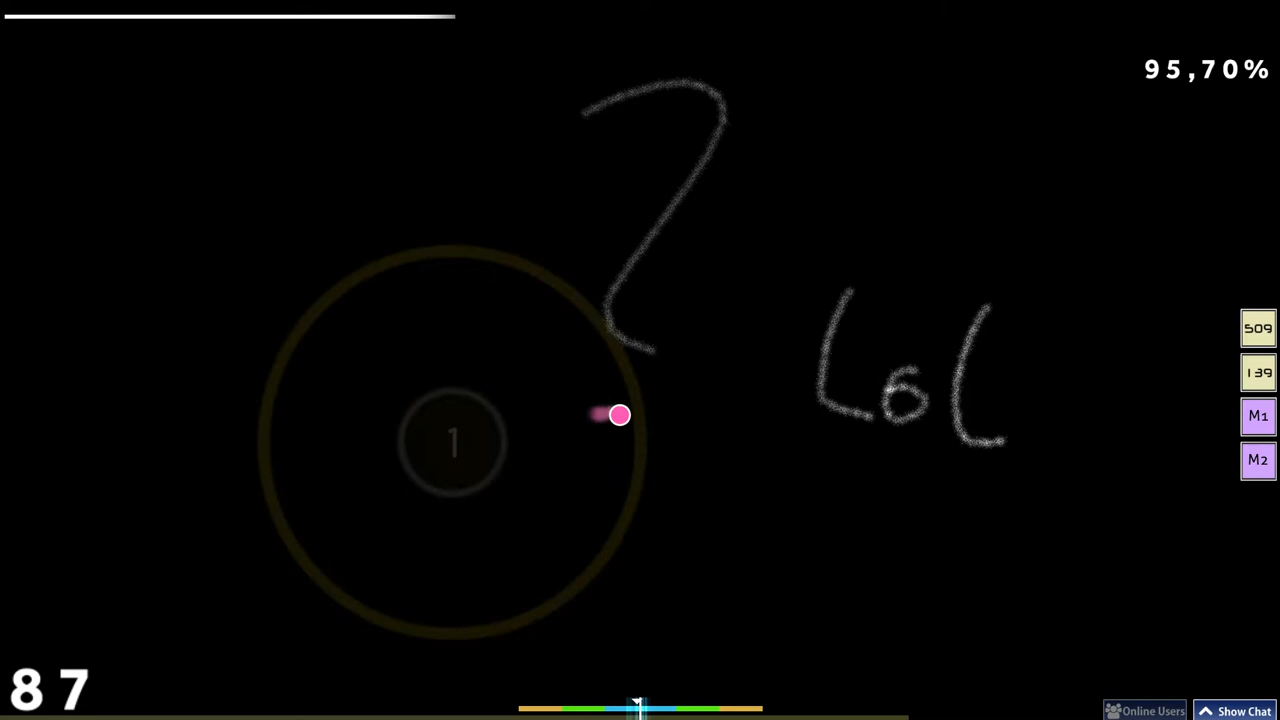 95,70%
509
139
M1
M2
1
? Lol
87
Online Users
Show Chat